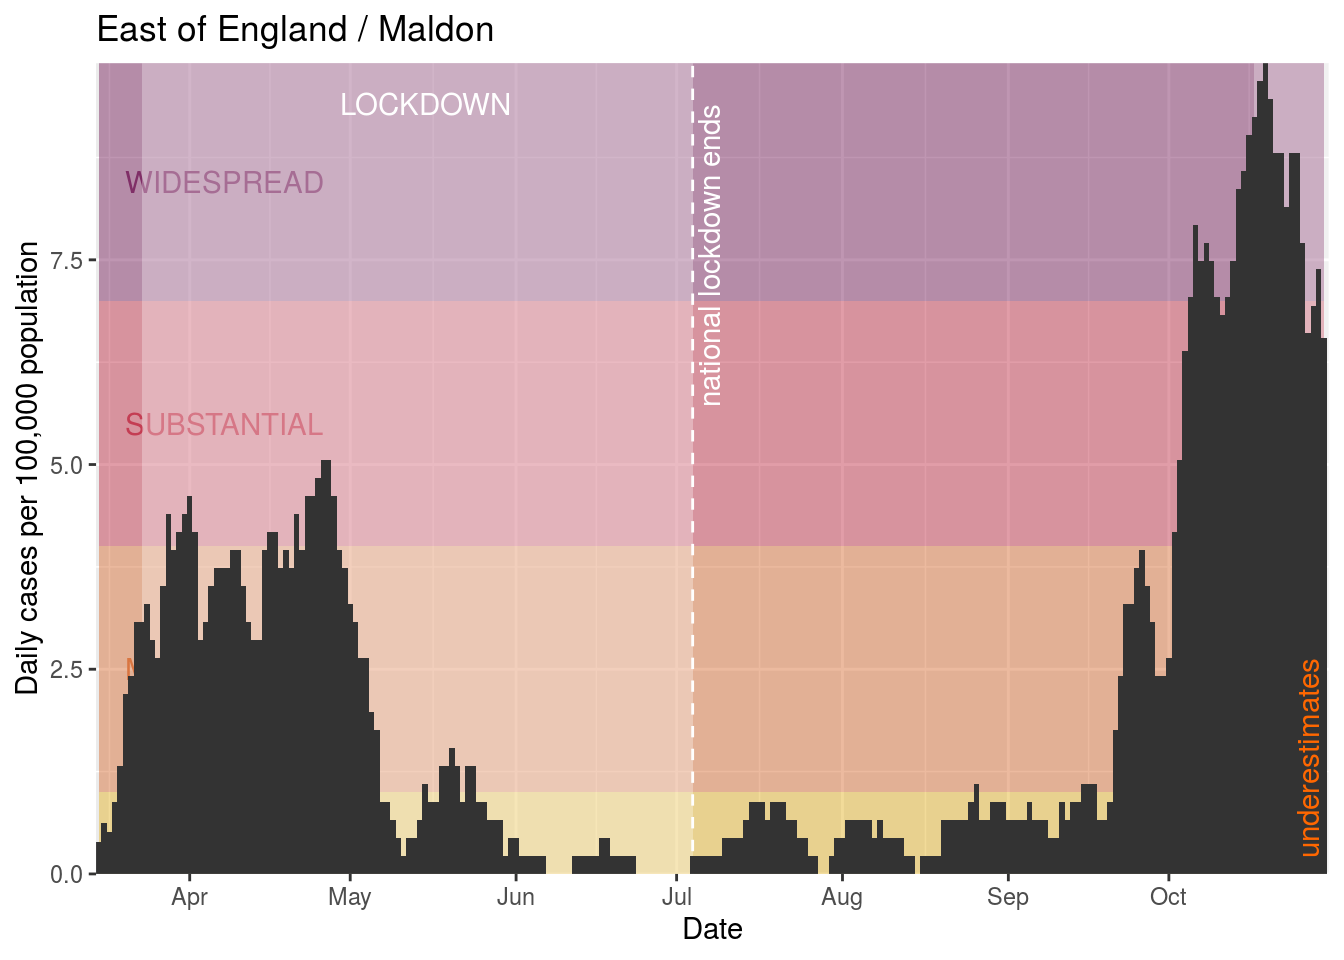 East of England / Maldon
LOCKDOWN
WIDESPREAD
SUBSTANTIAL
national lockdown ends
underestimates
Daily cases per 100,000 population
7.5
5.0
2.5
0.0
Apr May Jun Jul Aug Sep Oct
Date